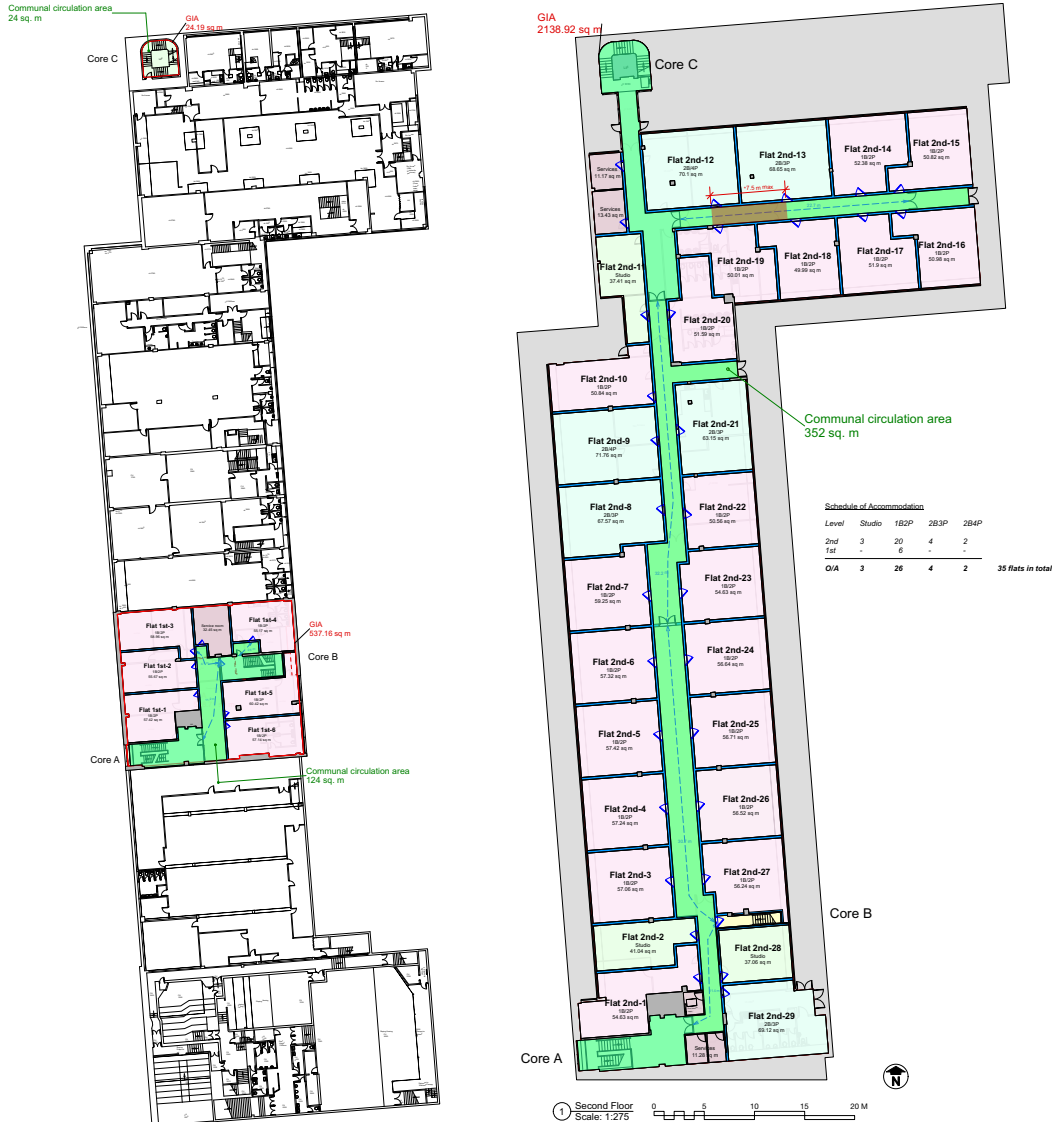 Communal circulation area
24 sq. m
GIA
24.19 sq m
Core C
Flat 1st-3
1B/2P
Flat 1st-4
1B/2P
GIA
537.16 sq m
Core B
Flat 1st-2
1B/2P
Flat 1st-1
1B/2P
Flat 1st-5
1B/2P
Flat 1st-6
1B/2P
Core A
Communal circulation area
124 sq. m
GIA
2138.92 sq m
Core C
Flat 2nd-12
2B/4P
70.1 sq m
Flat 2nd-13
2B/3P
68.65 sq m
Flat 2nd-14
1B/2P
52.38 sq m
Flat 2nd-15
1B/2P
50.82 sq m
Services
11.17 sq m
Services
13.43 sq m
*7.5 m max
Flat 2nd-11
Studio
37.41 sq m
Flat 2nd-19
1B/2P
50.01 sq m
Flat 2nd-18
1B/2P
49.99 sq m
Flat 2nd-17
1B/2P
51.9 sq m
Flat 2nd-16
1B/2P
50.98 sq m
Flat 2nd-20
1B/2P
51.59 sq m
Flat 2nd-10
1B/2P
50.84 sq m
Flat 2nd-21
2B/3P
63.15 sq m
Communal circulation area
352 sq. m
Flat 2nd-9
2B/4P
71.76 sq m
Flat 2nd-8
2B/3P
67.57 sq m
Flat 2nd-22
1B/2P
50.56 sq m
Flat 2nd-7
1B/2P
59.25 sq m
Flat 2nd-23
1B/2P
54.63 sq m
Flat 2nd-6
1B/2P
57.32 sq m
Flat 2nd-24
1B/2P
56.64 sq m
Flat 2nd-5
1B/2P
57.42 sq m
Flat 2nd-25
1B/2P
56.71 sq m
Flat 2nd-4
1B/2P
57.24 sq m
Flat 2nd-26
1B/2P
56.52 sq m
Flat 2nd-3
1B/2P
57.06 sq m
Flat 2nd-27
1B/2P
56.24 sq m
Core B
Flat 2nd-2
Studio
41.04 sq m
Flat 2nd-28
Studio
37.06 sq m
Flat 2nd-1
1B/2P
54.63 sq m
Flat 2nd-29
2B/3P
69.12 sq m
Core A
Services
11.28 sq m
Schedule of Accommodation
Level Studio 1B2P 2B3P 2B4P
2nd 3 20 4 2
1st - 6 - -
O/A 3 26 4 2 35 flats in total
N
1 Second Floor
Scale: 1:275
0 5 10 15 20 M